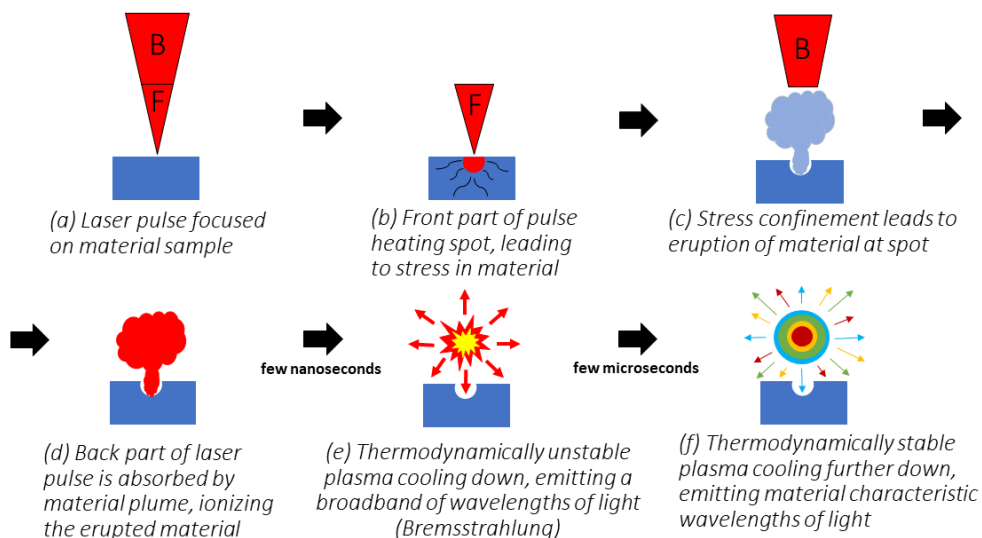 B
F
F
B
(a) Laser pulse focused
on material sample
(b) Front part of pulse
heating spot, leading
to stress in material
(c) Stress confinement leads to
eruption of material at spot
few nanoseconds
few microseconds
(d) Back part of laser
pulse is absorbed by
material plume, ionizing
the erupted material
(e) Thermodynamically unstable
plasma cooling down, emitting a
broadband of wavelengths of light
(Bremsstrahlung)
(f) Thermodynamically stable
plasma cooling further down,
emitting material characteristic
wavelengths of light